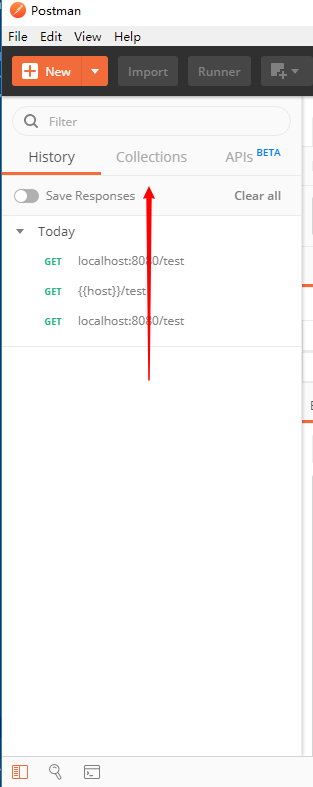 Postman
File Edit View Help
New Import Runner
Filter
History Collections APIs BETA
Save Responses Clear all
Today
GET localhost:8080/test
GET {{host}}/test
GET localhost:8080/test